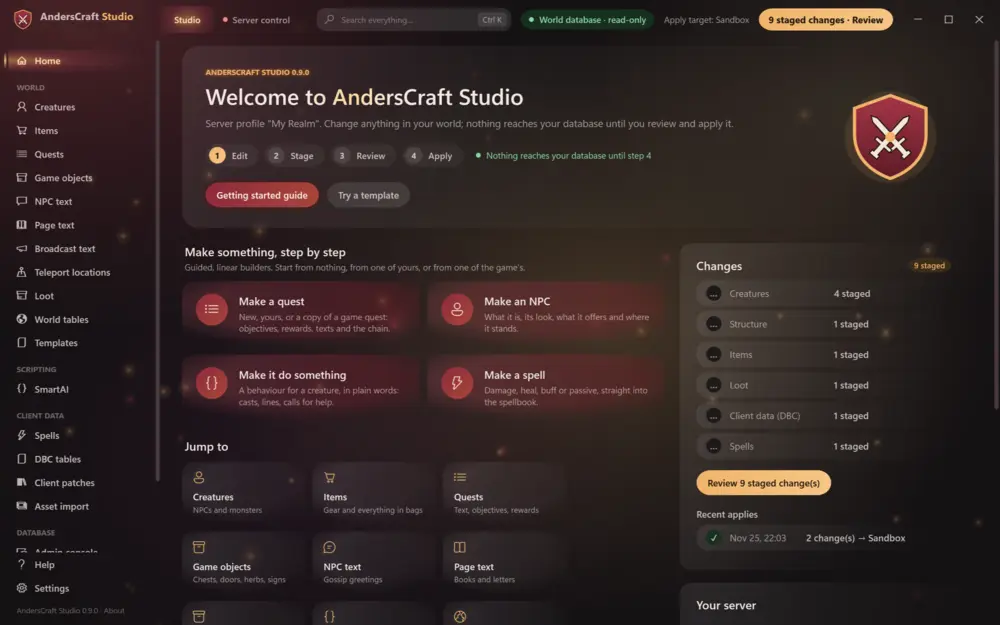 AndersCraft Studio
Studio
Server control
Search everything...
Ctrl K
World database · read-only
Apply target: Sandbox
9 staged changes · Review
Home
WORLD
Creatures
Items
Quests
Game objects
NPC text
Page text
Broadcast text
Teleport locations
Loot
World tables
Templates
SCRIPTING
SmartAI
CLIENT DATA
Spells
DBC tables
Client patches
Asset import
DATABASE
Admin console
Help
Settings
AndersCraft Studio 0.9.0 · About
ANDERSCRAFT STUDIO 0.9.0
Welcome to AndersCraft Studio
Server profile "My Realm". Change anything in your world; nothing reaches your database until you review and apply it.
1 Edit
2 Stage
3 Review
4 Apply
Nothing reaches your database until step 4
Getting started guide
Try a template
Make something, step by step
Guided, linear builders. Start from nothing, from one of yours, or from one of the game's.
Make a quest
New, yours, or a copy of a game quest:
objectives, rewards, texts and the chain.
Make an NPC
What it is, its look, what it offers and where
it stands.
Make it do something
A behaviour for a creature, in plain words:
casts, lines, calls for help.
Make a spell
Damage, heal, buff or passive, straight into
the spellbook.
Jump to
Creatures
NPCs and monsters
Items
Gear and everything in bags
Quests
Text, objectives, rewards
Game objects
Chests, doors, herbs, signs
NPC text
Gossip greetings
Page text
Books and letters
Changes
9 staged
... Creatures 4 staged
... Structure 1 staged
... Items 1 staged
... Loot 1 staged
... Client data (DBC) 1 staged
... Spells 1 staged
Review 9 staged change(s)
Recent applies
✓ Nov 25, 22:03 2 change(s) → Sandbox
Your server